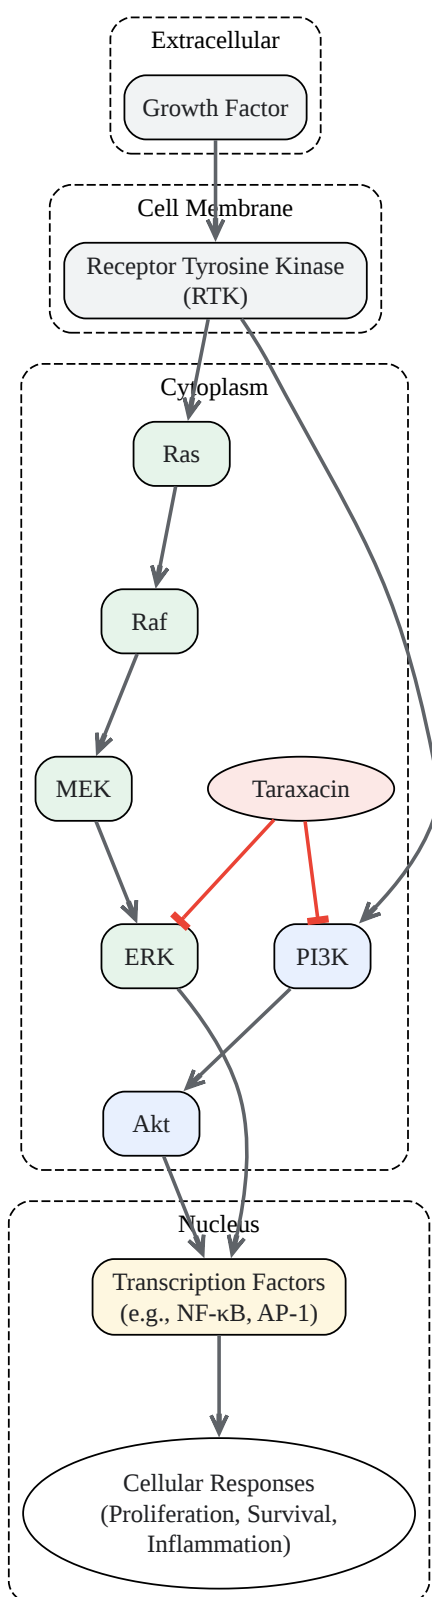 Extracellular
Growth Factor
Cell Membrane
Receptor Tyrosine Kinase
(RTK)
Cytoplasm
Ras
Raf
MEK
Taraxacin
ERK
PI3K
Akt
Nucleus
Transcription Factors
(e.g., NF-κB, AP-1)
Cellular Responses
(Proliferation, Survival,
Inflammation)